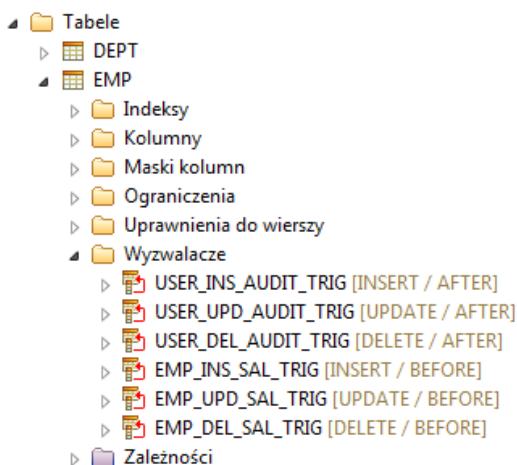 Tabele
DEPT
EMP
Indeksy
Kolumny
Maski kolumn
Ograniczenia
Uprawnienia do wierszy
Wyzwalacze
USER_INS_AUDIT_TRIG [INSERT / AFTER]
USER_UPD_AUDIT_TRIG [UPDATE / AFTER]
USER_DEL_AUDIT_TRIG [DELETE / AFTER]
EMP_INS_SAL_TRIG [INSERT / BEFORE]
EMP_UPD_SAL_TRIG [UPDATE / BEFORE]
EMP_DEL_SAL_TRIG [DELETE / BEFORE]
Zależności